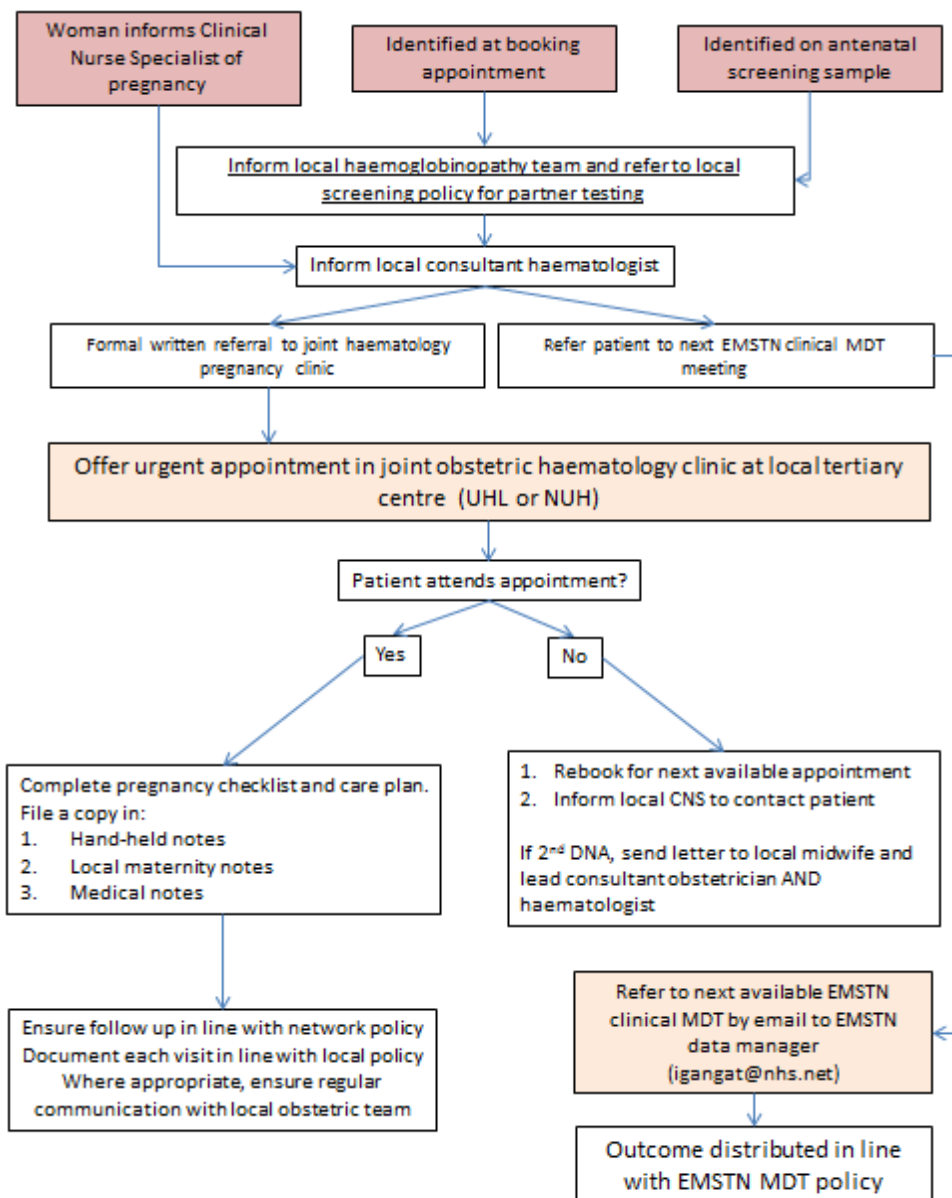 Woman informs Clinical
Nurse Specialist of
pregnancy
Identified at booking
appointment
Identified on antenatal
screening sample
Inform local haemoglobinopathy team and refer to local
screening policy for partner testing
Inform local consultant haematologist
Formal written referral to joint haematology
pregnancy clinic
Refer patient to next EMSTN clinical MDT
meeting
Offer urgent appointment in joint obstetric haematology clinic at local tertiary
centre (UHL or NUH)
Patient attends appointment?
Yes
No
Complete pregnancy checklist and care plan.
File a copy in:
1. Hand-held notes
2. Local maternity notes
3. Medical notes
1. Rebook for next available appointment
2. Inform local CNS to contact patient
If 2nd DNA, send letter to local midwife and
lead consultant obstetrician AND
haematologist
Ensure follow up in line with network policy
Document each visit in line with local policy
Where appropriate, ensure regular
communication with local obstetric team
Refer to next available EMSTN
clinical MDT by email to EMSTN
data manager
(igangat@nhs.net)
Outcome distributed in line
with EMSTN MDT policy